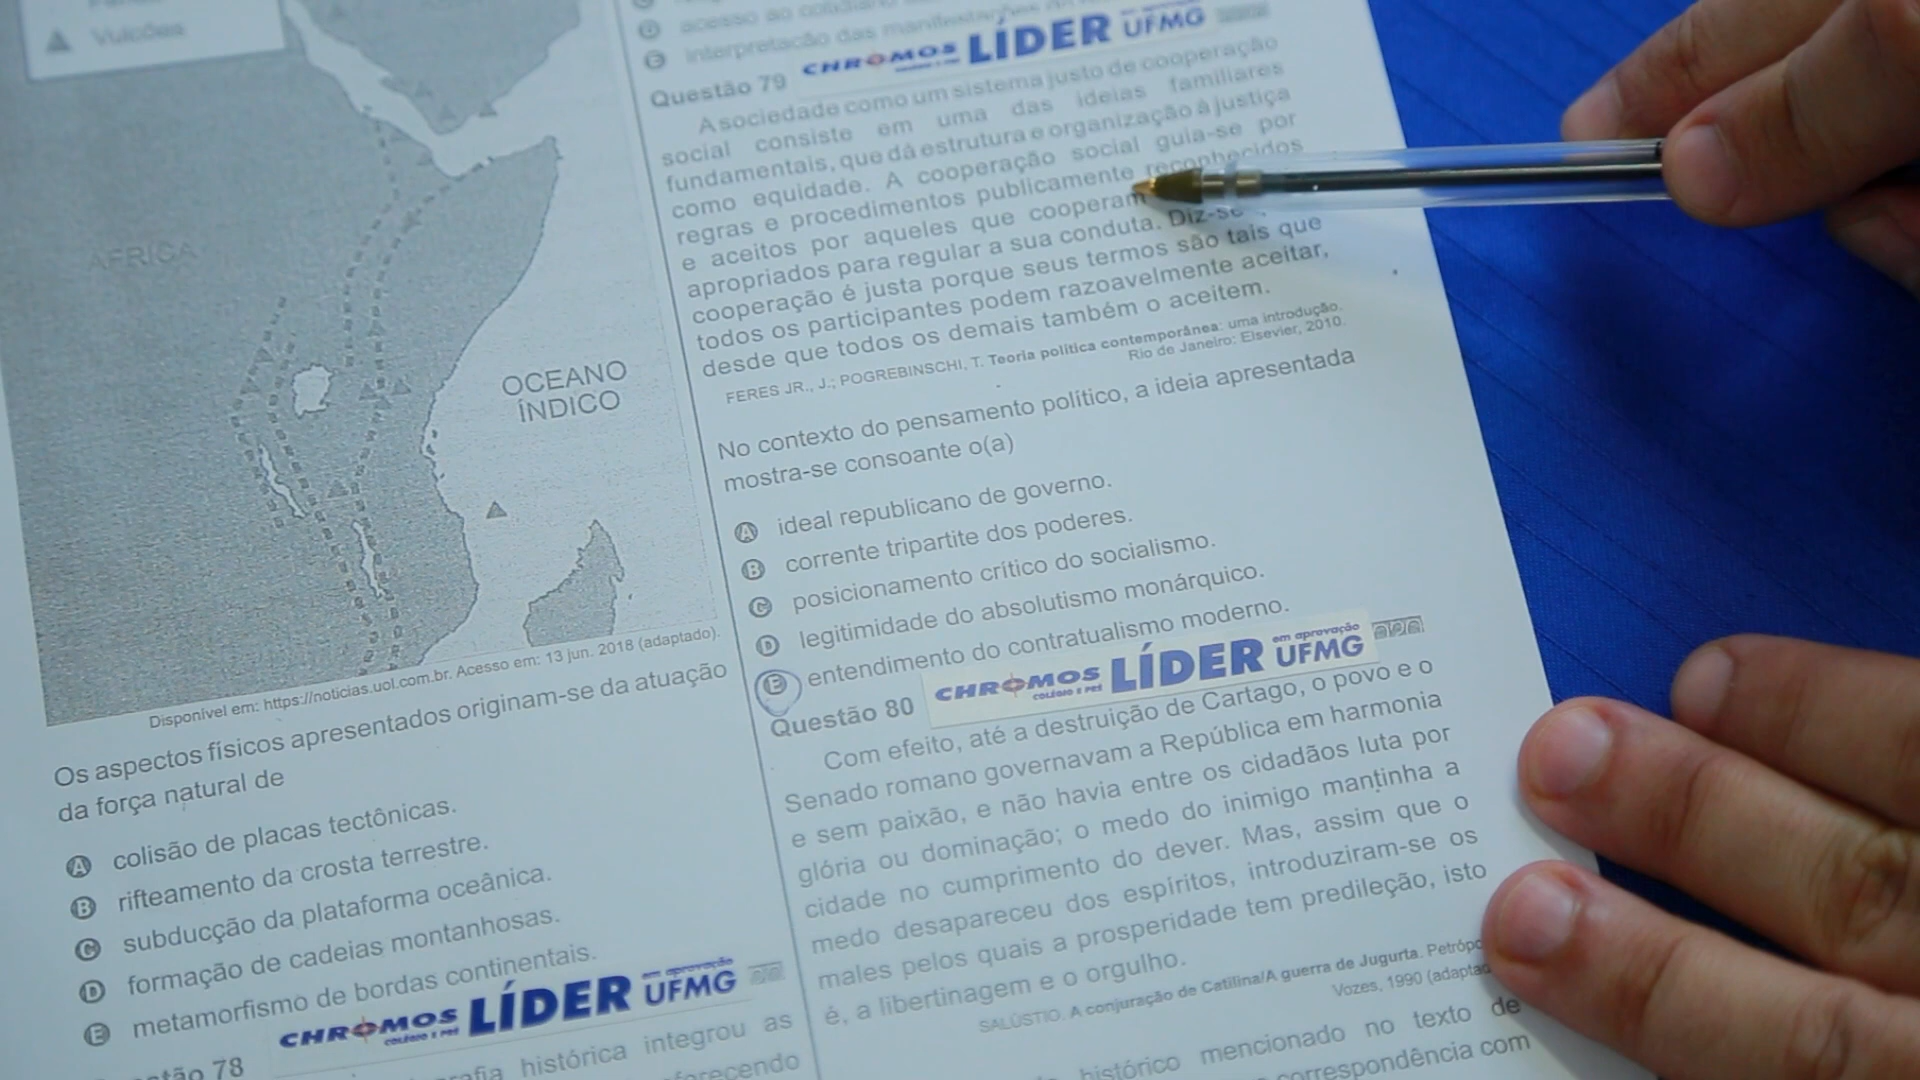 Vulcões
ÁFRICA
OCEANO
ÍNDICO
Disponível em: https://noticias.uol.com.br. Acesso em: 13 jun. 2018 (adaptado).
Os aspectos físicos apresentados originam-se da atuação
da força natural de
A colisão de placas tectônicas.
B rifteamento da crosta terrestre.
C subducção da plataforma oceânica.
D formação de cadeias montanhosas.
E metamorfismo de bordas continentais.
CHROMOS COLÉGIO E PRÉ LÍDER em aprovação UFMG
78
histórica integrou as
acesso ao
E interpretação das manifestações
Questão 79 CHROMOS LÍDER UFMG
A sociedade como um sistema justo de cooperação
social consiste em uma das ideias familiares
fundamentais, que dá estrutura e organização à justiça
como equidade. A cooperação social guia-se por
regras e procedimentos publicamente reconhecidos
e aceitos por aqueles que cooperam
apropriados para regular a sua conduta. Diz-se
cooperação é justa porque seus termos são tais que
todos os participantes podem razoavelmente aceitar,
desde que todos os demais também o aceitem.
FERES JR., J.; POGREBINSCHI, T. Teoria política contemporânea: uma introdução.
Rio de Janeiro: Elsevier, 2010.
No contexto do pensamento político, a ideia apresentada
mostra-se consoante o(a)
A ideal republicano de governo.
B corrente tripartite dos poderes.
C posicionamento crítico do socialismo.
D legitimidade do absolutismo monárquico.
E entendimento do contratualismo moderno.
Questão 80 CHROMOS COLÉGIO E PRÉ LÍDER em aprovação UFMG
Com efeito, até a destruição de Cartago, o povo e o
Senado romano governavam a República em harmonia
e sem paixão, e não havia entre os cidadãos luta por
glória ou dominação; o medo do inimigo mantinha a
cidade no cumprimento do dever. Mas, assim que o
medo desapareceu dos espíritos, introduziram-se os
males pelos quais a prosperidade tem predileção, isto
é, a libertinagem e o orgulho.
SALÚSTIO. A conjuração de Catilina/A guerra de Jugurta. Petróp
Vozes, 1990 (adaptad
histórico mencionado no texto de
correspondência com